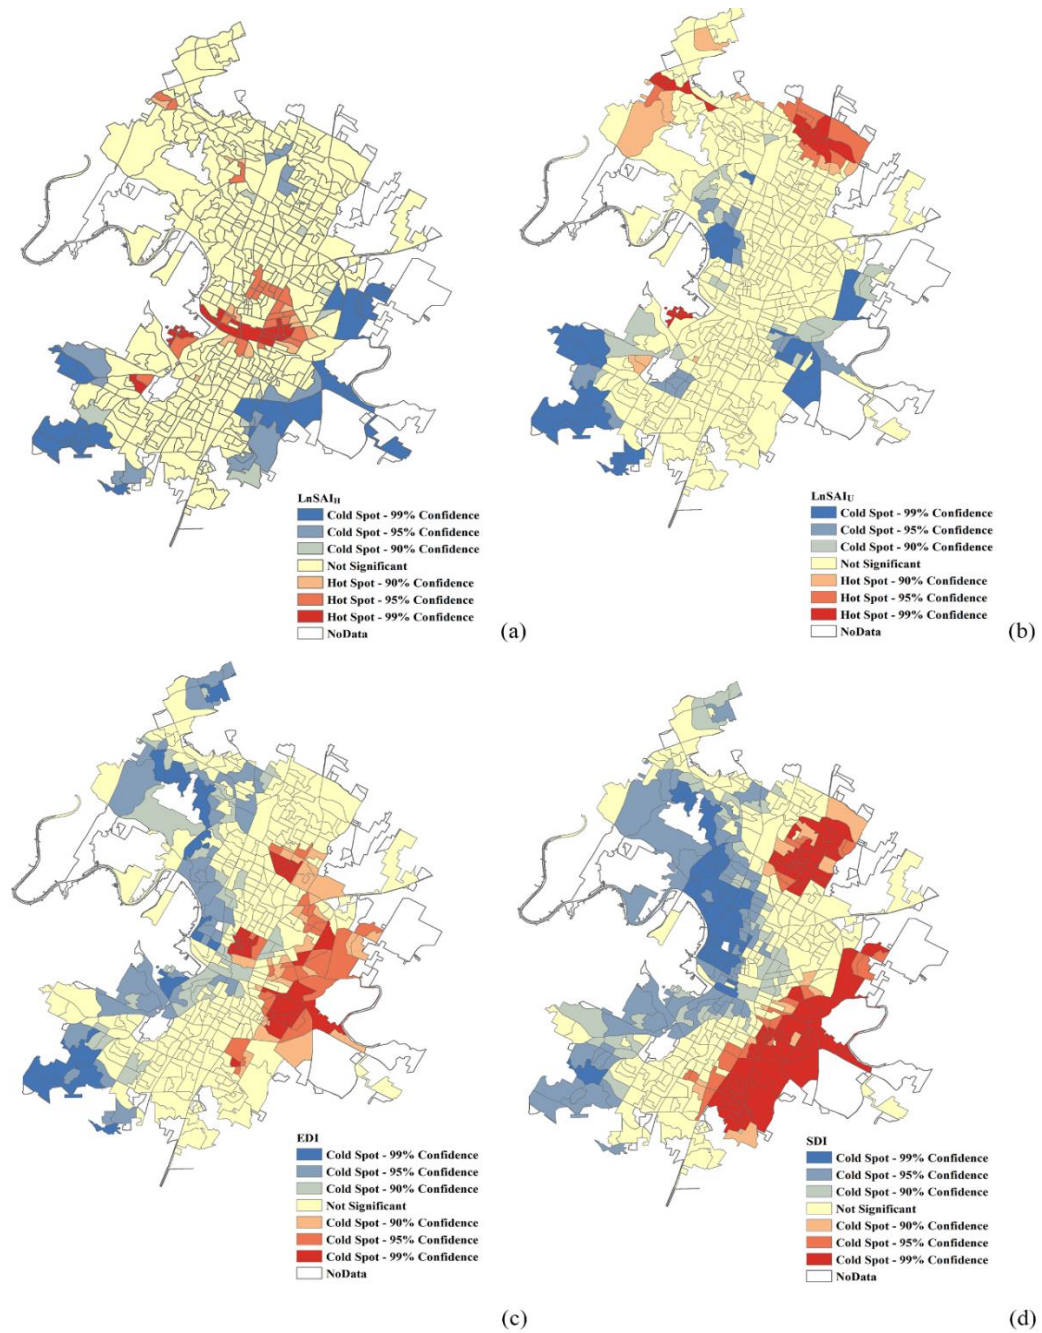 LnSAIH
Cold Spot - 99% Confidence
Cold Spot - 95% Confidence
Cold Spot - 90% Confidence
Not Significant
Hot Spot - 90% Confidence
Hot Spot - 95% Confidence
Hot Spot - 99% Confidence
NoData
(a)
LnSAIU
Cold Spot - 99% Confidence
Cold Spot - 95% Confidence
Cold Spot - 90% Confidence
Not Significant
Hot Spot - 90% Confidence
Hot Spot - 95% Confidence
Hot Spot - 99% Confidence
NoData
(b)
EDI
Cold Spot - 99% Confidence
Cold Spot - 95% Confidence
Cold Spot - 90% Confidence
Not Significant
Cold Spot - 90% Confidence
Cold Spot - 95% Confidence
Cold Spot - 99% Confidence
NoData
(c)
SDI
Cold Spot - 99% Confidence
Cold Spot - 95% Confidence
Cold Spot - 90% Confidence
Not Significant
Cold Spot - 90% Confidence
Cold Spot - 95% Confidence
Cold Spot - 99% Confidence
NoData
(d)